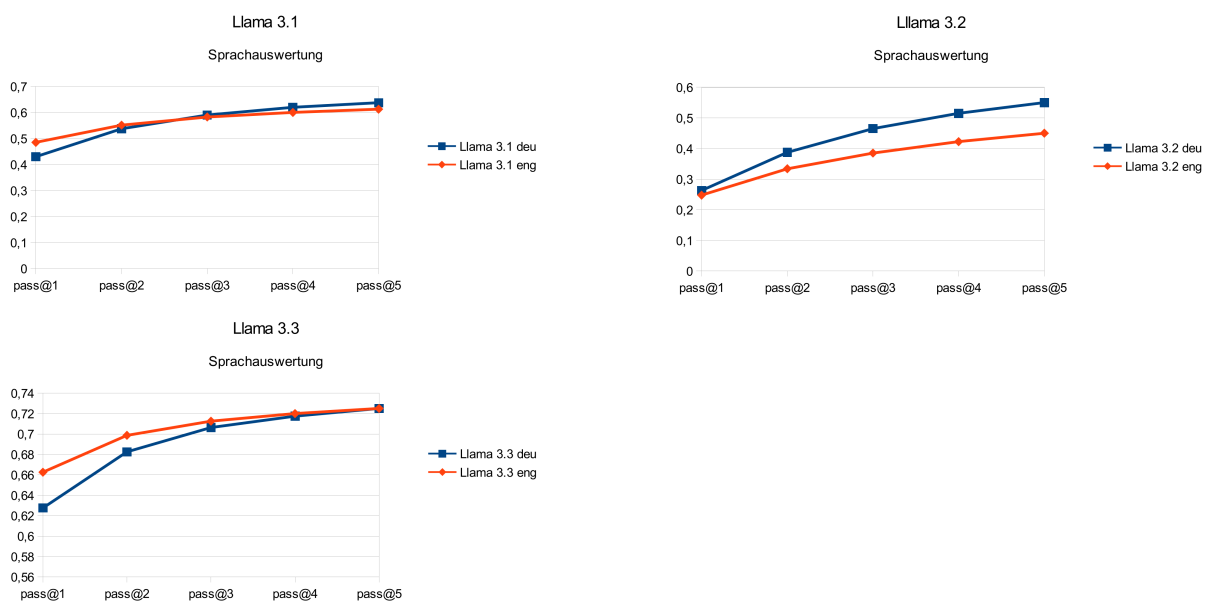 Llama 3.1
Sprachauswertung
0,7
0,6
0,5
0,4
0,3
0,2
0,1
0
pass@1 pass@2 pass@3 pass@4 pass@5
Llama 3.1 deu
Llama 3.1 eng
Lllama 3.2
Sprachauswertung
0,6
0,5
0,4
0,3
0,2
0,1
0
pass@1 pass@2 pass@3 pass@4 pass@5
Llama 3.2 deu
Llama 3.2 eng
Llama 3.3
Sprachauswertung
0,74
0,72
0,7
0,68
0,66
0,64
0,62
0,6
0,58
0,56
pass@1 pass@2 pass@3 pass@4 pass@5
Llama 3.3 deu
Llama 3.3 eng